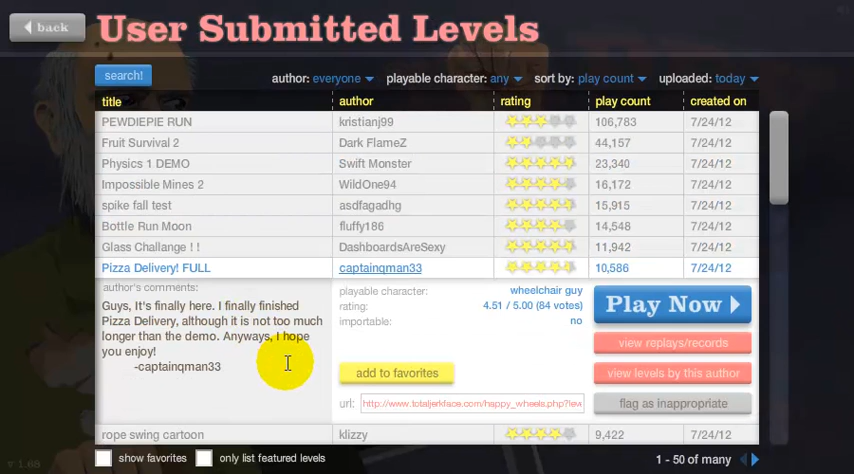 back
User Submitted Levels
search!
author: everyone playable character: any sort by: play count uploaded: today
title author rating play count created on
PEWDIEPIE RUN kristianj99 106,783 7/24/12
Fruit Survival 2 Dark FlameZ 44,157 7/24/12
Physics 1 DEMO Swift Monster 23,340 7/24/12
Impossible Mines 2 WildOne94 16,172 7/24/12
spike fall test asdfagadhg 15,915 7/24/12
Bottle Run Moon fluffy186 14,548 7/24/12
Glass Challange ! ! DashboardsAreSexy 11,942 7/24/12
Pizza Delivery! FULL captainqman33 10,586 7/24/12
author's comments:
Guys, It's finally here. I finally finished
Pizza Delivery, although it is not too much
longer than the demo. Anyways, I hope
you enjoy!
-captainqman33
playable character: wheelchair guy
rating: 4.51 / 5.00 (84 votes)
importable: no
add to favorites
url: http://www.totaljerkface.com/happy_wheels.php?lev
Play Now
view replays/records
view levels by this author
flag as inappropriate
rope swing cartoon klizzy 9,422 7/24/12
show favorites only list featured levels 1 - 50 of many
v 1.68